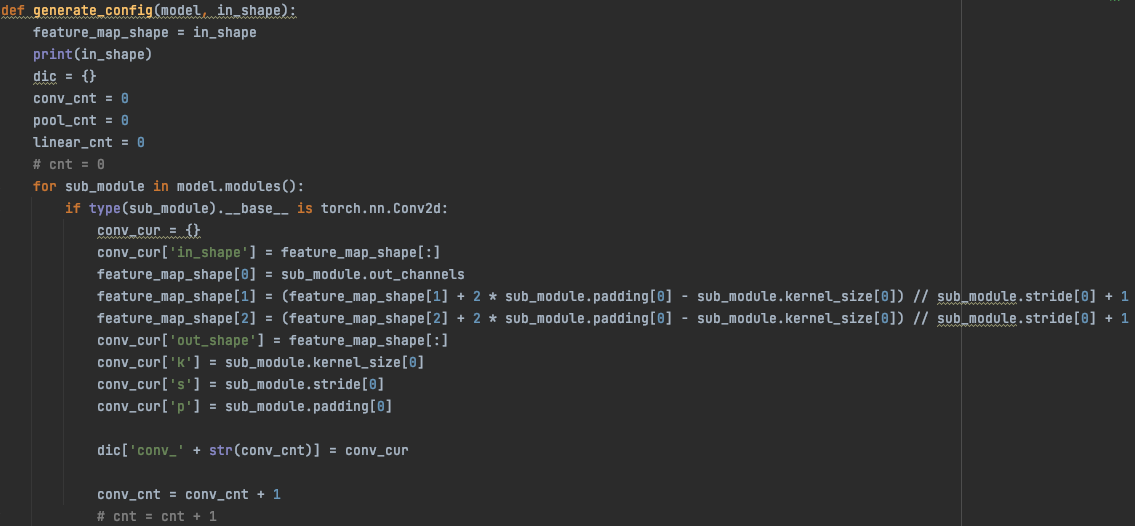 def generate_config(model, in_shape):
    feature_map_shape = in_shape
    print(in_shape)
    dic = {}
    conv_cnt = 0
    pool_cnt = 0
    linear_cnt = 0
    # cnt = 0
    for sub_module in model.modules():
        if type(sub_module).__base__ is torch.nn.Conv2d:
            conv_cur = {}
            conv_cur['in_shape'] = feature_map_shape[:]
            feature_map_shape[0] = sub_module.out_channels
            feature_map_shape[1] = (feature_map_shape[1] + 2 * sub_module.padding[0] - sub_module.kernel_size[0]) // sub_module.stride[0] + 1
            feature_map_shape[2] = (feature_map_shape[2] + 2 * sub_module.padding[0] - sub_module.kernel_size[0]) // sub_module.stride[0] + 1
            conv_cur['out_shape'] = feature_map_shape[:]
            conv_cur['k'] = sub_module.kernel_size[0]
            conv_cur['s'] = sub_module.stride[0]
            conv_cur['p'] = sub_module.padding[0]

            dic['conv_' + str(conv_cnt)] = conv_cur

            conv_cnt = conv_cnt + 1
            # cnt = cnt + 1